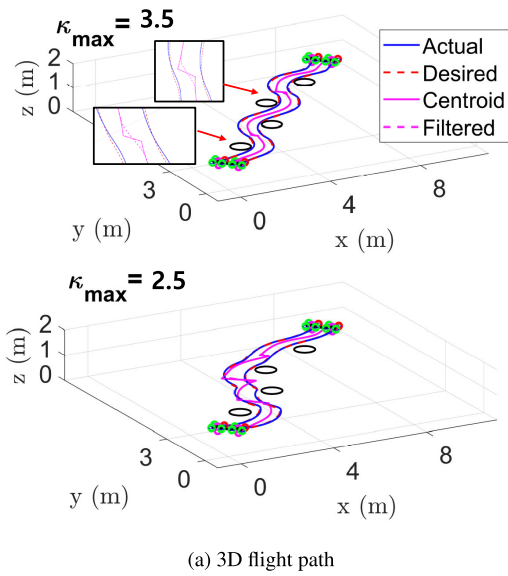 κmax= 3.5
Actual
Desired
Centroid
Filtered
z (m)
2
1
0
y (m)
3
0
x (m)
0
4
8
κmax= 2.5
z (m)
2
1
0
y (m)
3
0
x (m)
0
4
8
(a) 3D flight path